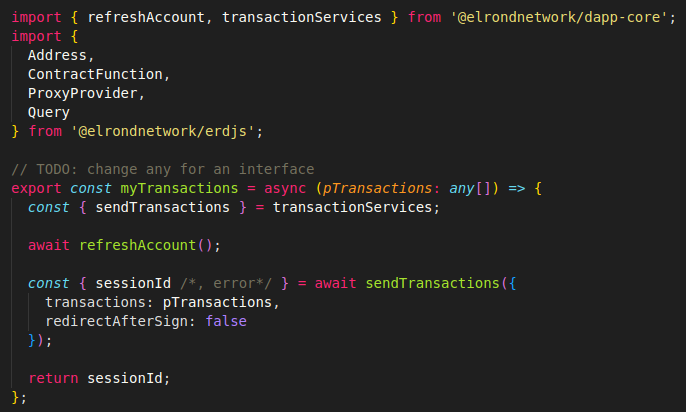 import { refreshAccount, transactionServices } from '@elrondnetwork/dapp-core';
import {
  Address,
  ContractFunction,
  ProxyProvider,
  Query
} from '@elrondnetwork/erdjs';

// TODO: change any for an interface
export const myTransactions = async (pTransactions: any[]) => {
  const { sendTransactions } = transactionServices;

  await refreshAccount();

  const { sessionId /*, error*/ } = await sendTransactions({
    transactions: pTransactions,
    redirectAfterSign: false
  });

  return sessionId;
};